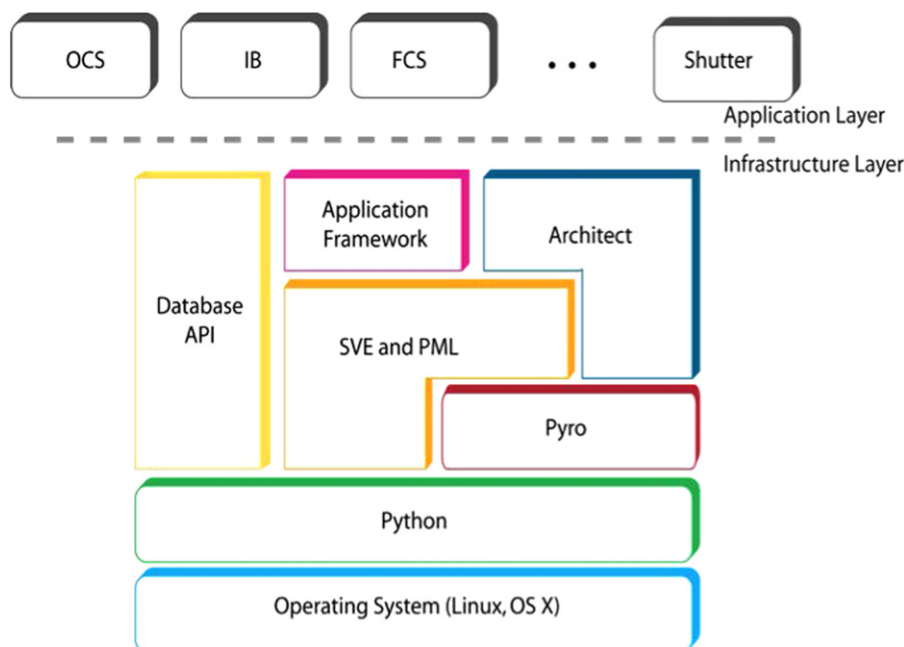 OCS
IB
FCS
...
Shutter
Application Layer
Infrastructure Layer
Database
API
Application
Framework
Architect
SVE and PML
Pyro
Python
Operating System (Linux, OS X)